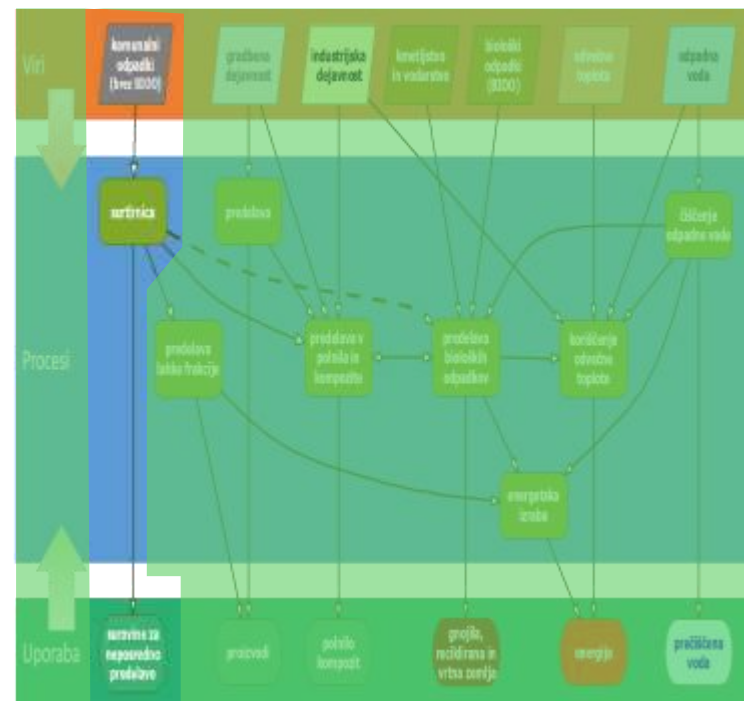 Viri
komunalni
odpadki
(brez BIOO)
gradbena
dejavnost
industrijska
dejavnost
kmetijstvo
in vodarstvo
biološki
odpadki
(BIOO)
odvečna
toplota
odpadna
voda
Procesi
sortirnica
predelava
čiščenje
odpadne vode
predelava
lahke frakcije
predelava v
polnila in
kompozite
predelava
bioloških
odpadkov
koriščenje
odvečne
toplote
energetska
izraba
Uporaba
surovine za
neposredno
predelavo
proizvodi
polnilo
kompozit
gnojila,
reciklirana in
vrtna zemlja
energija
prečiščena
voda